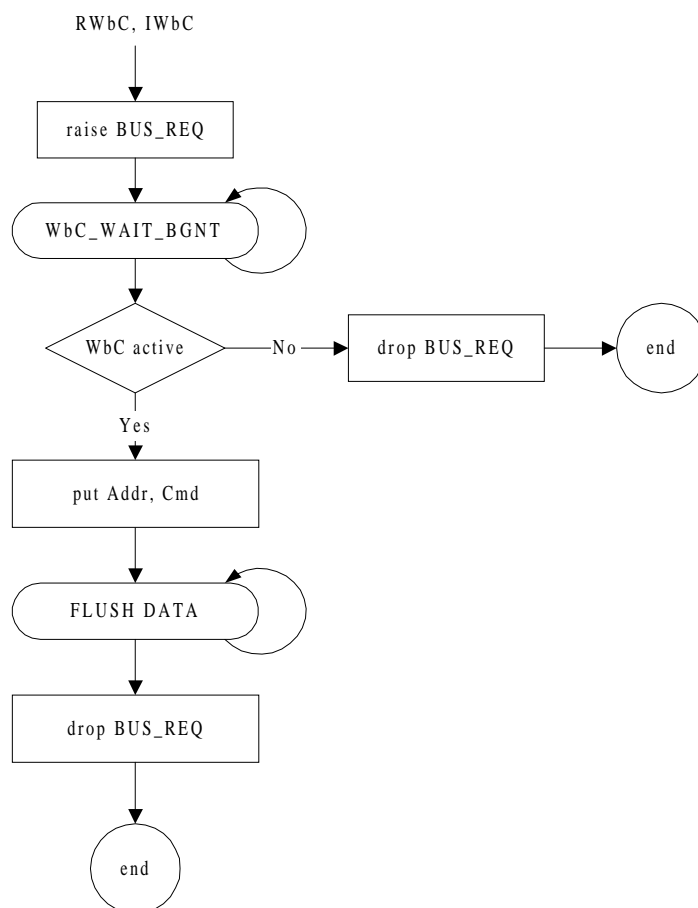 RWbC, IWbC
raise BUS_REQ
WbC_WAIT_BGNT
WbC active
No
drop BUS_REQ
end
Yes
put Addr, Cmd
FLUSH DATA
drop BUS_REQ
end